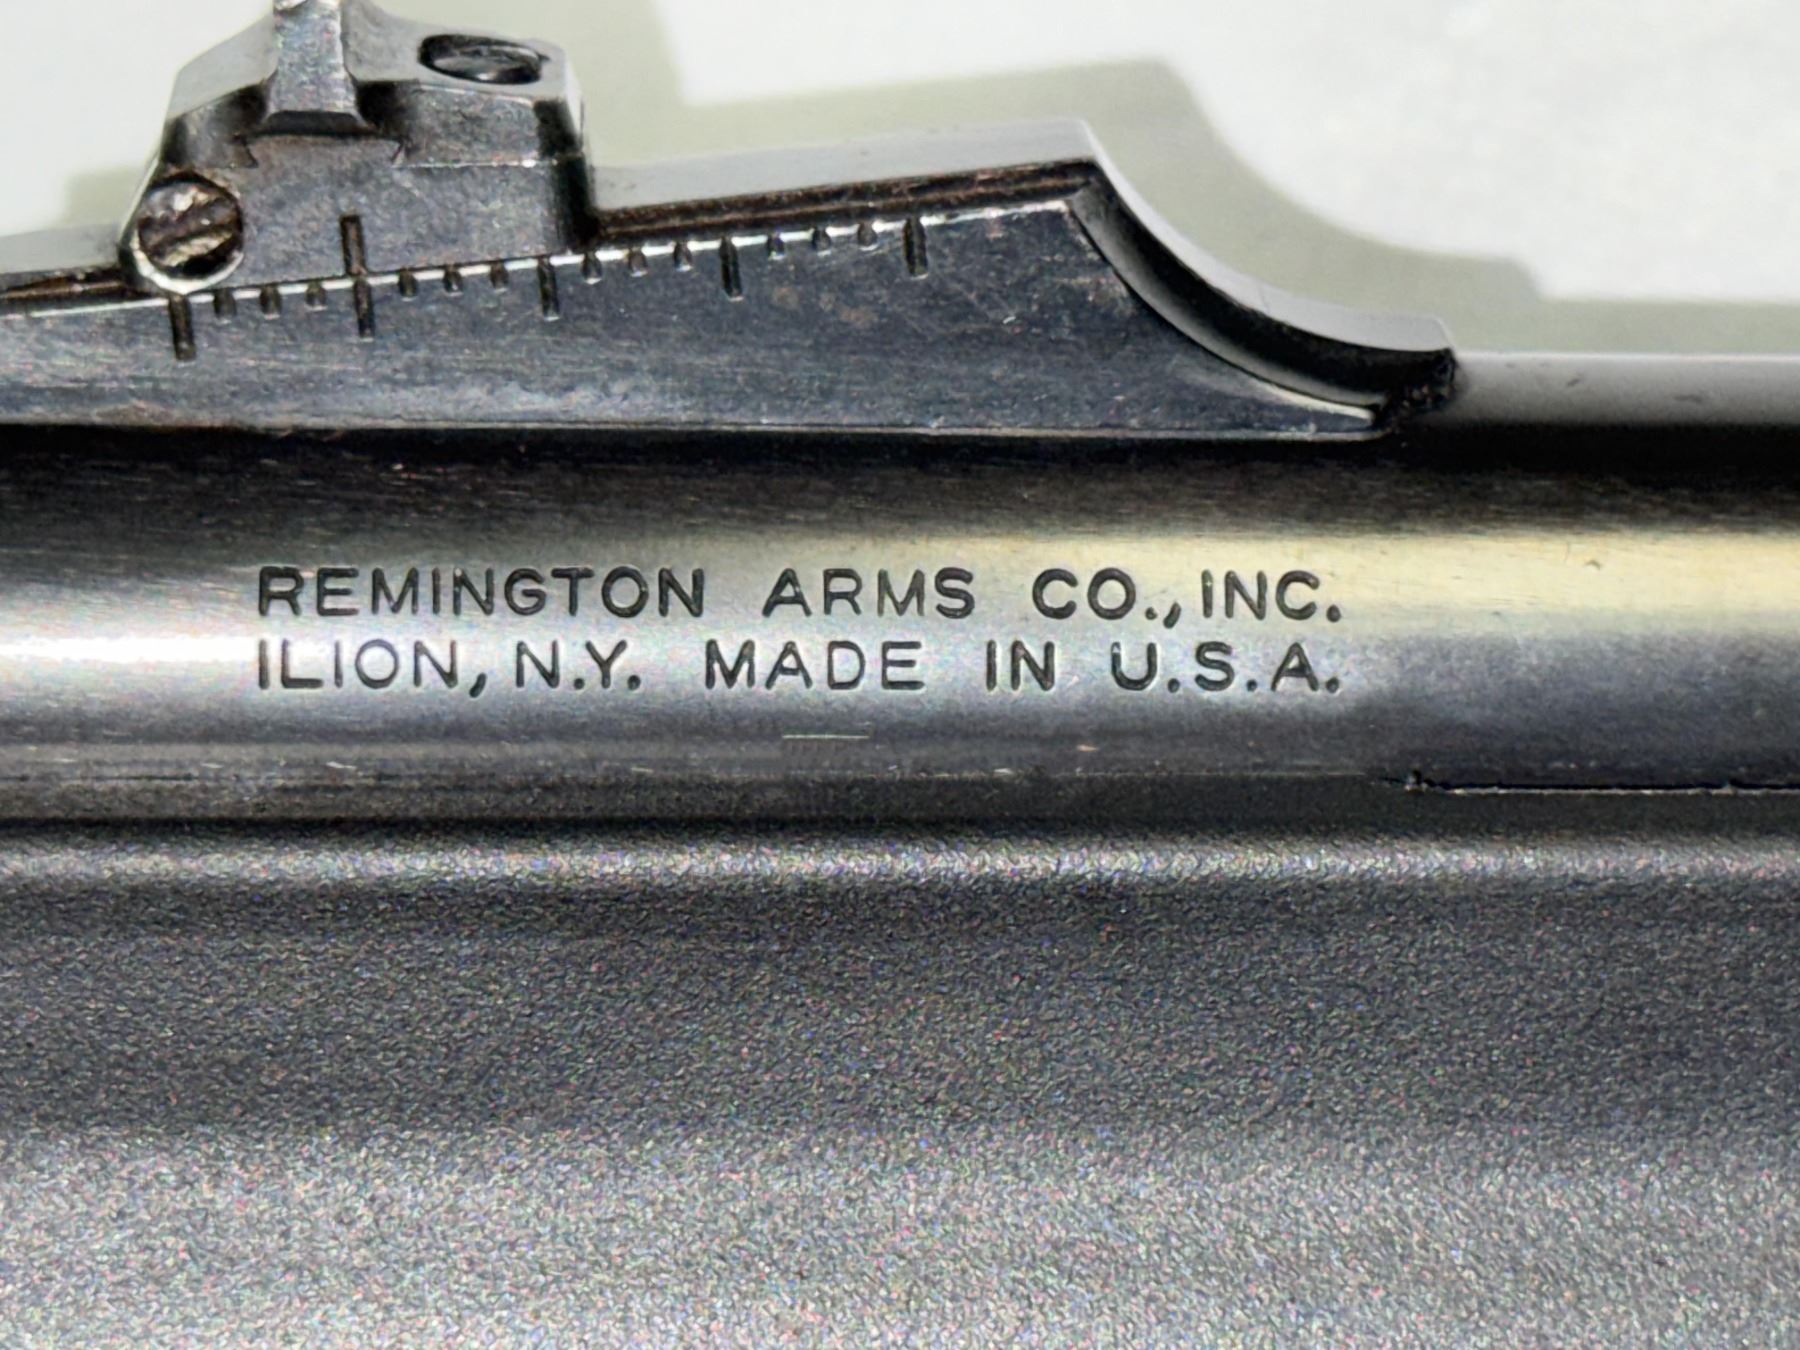 REMINGTON ARMS CO., INC.
ILION, N.Y. MADE IN U.S.A.